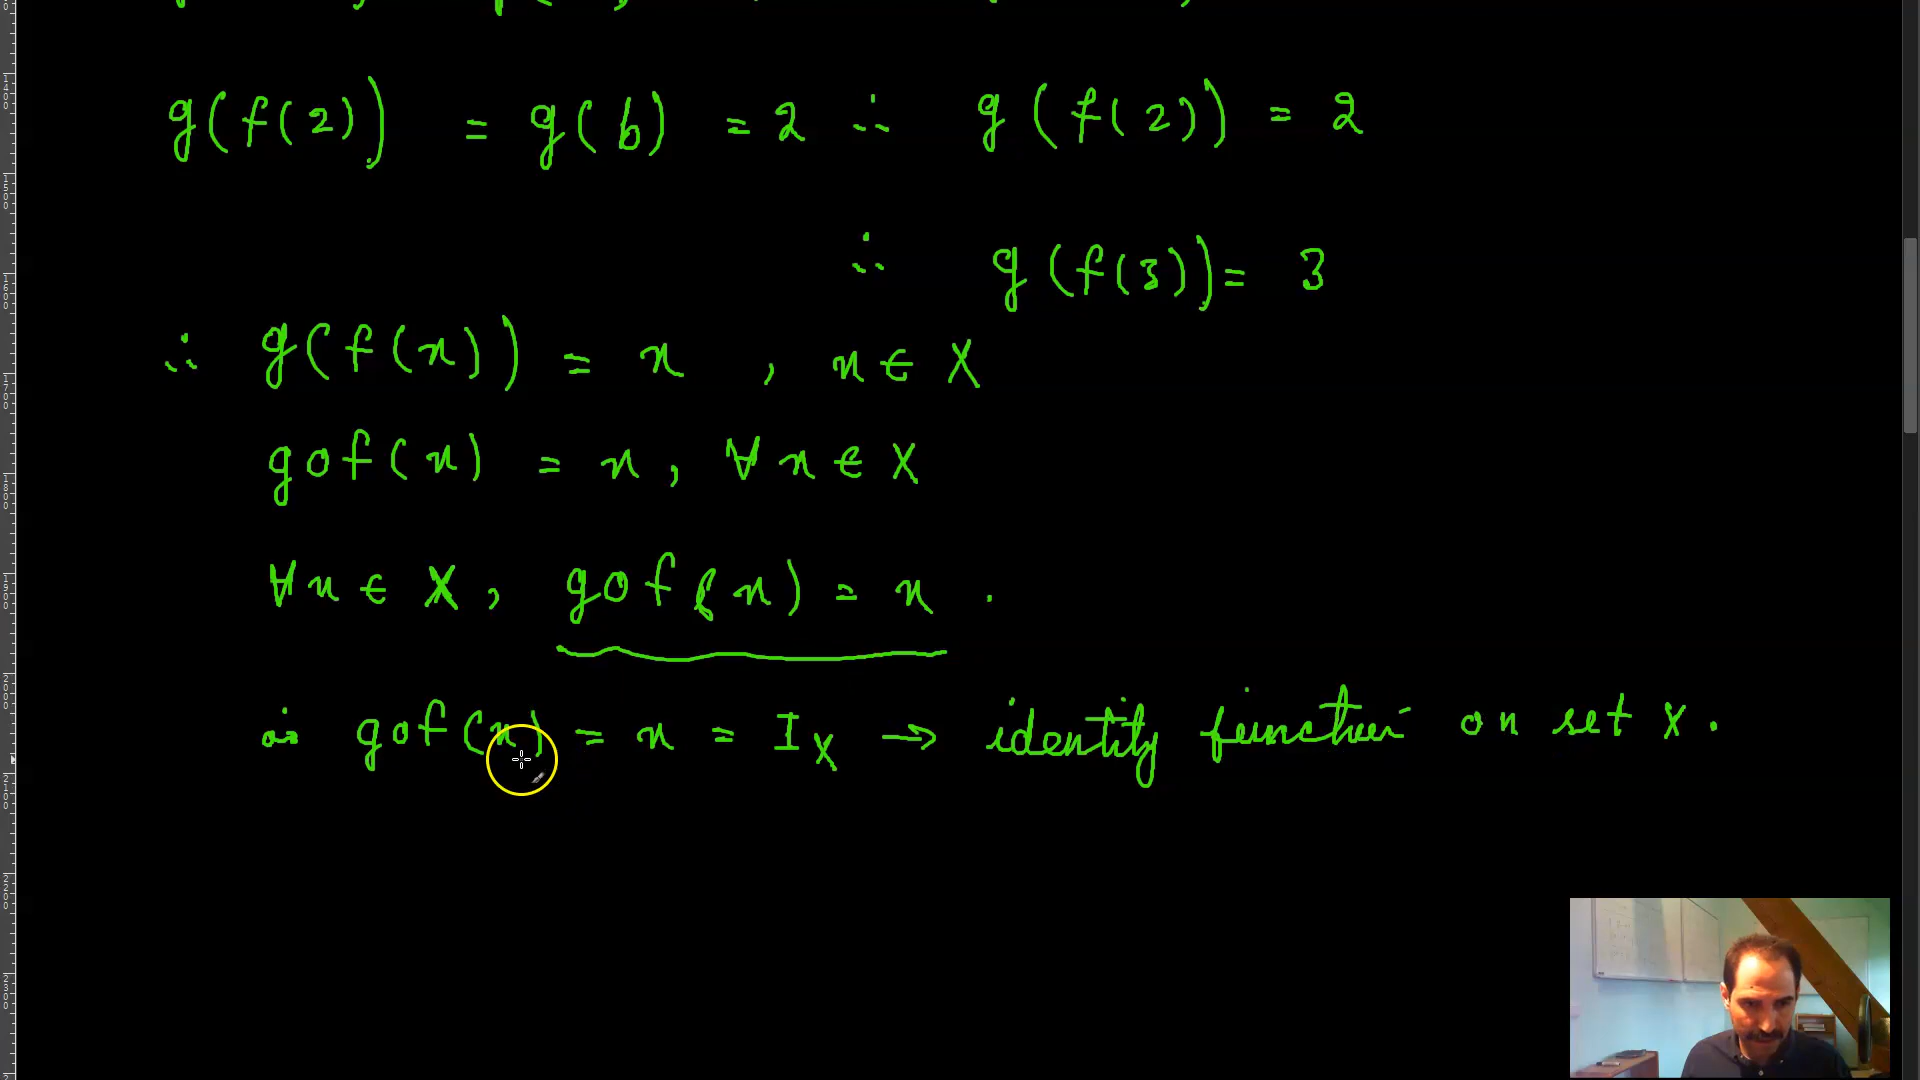 g(f(2)) = g(b) = 2 ∴ g(f(2)) = 2
∴ g(f(3)) = 3
∴ g(f(x)) = x , x ∈ X
gof(x) = x, ∀ x ∈ X
∀x ∈ X, gof(x) = x .
gof(x) = x = I_X → identity function on set X .